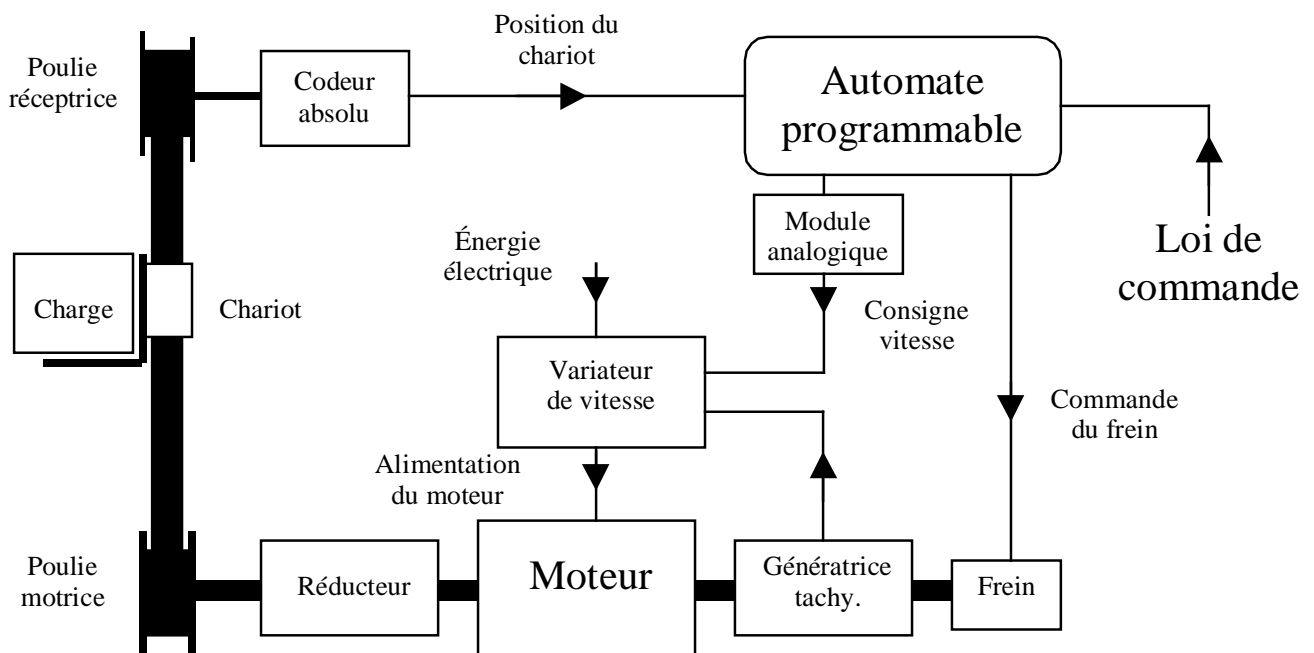 Position du
chariot
Poulie
réceptrice
Codeur
absolu
Automate
programmable
Module
analogique
Énergie
électrique
Loi de
commande
Charge
Chariot
Consigne
vitesse
Variateur
de vitesse
Commande
du frein
Alimentation
du moteur
Poulie
motrice
Réducteur
Moteur
Génératrice
tachy.
Frein